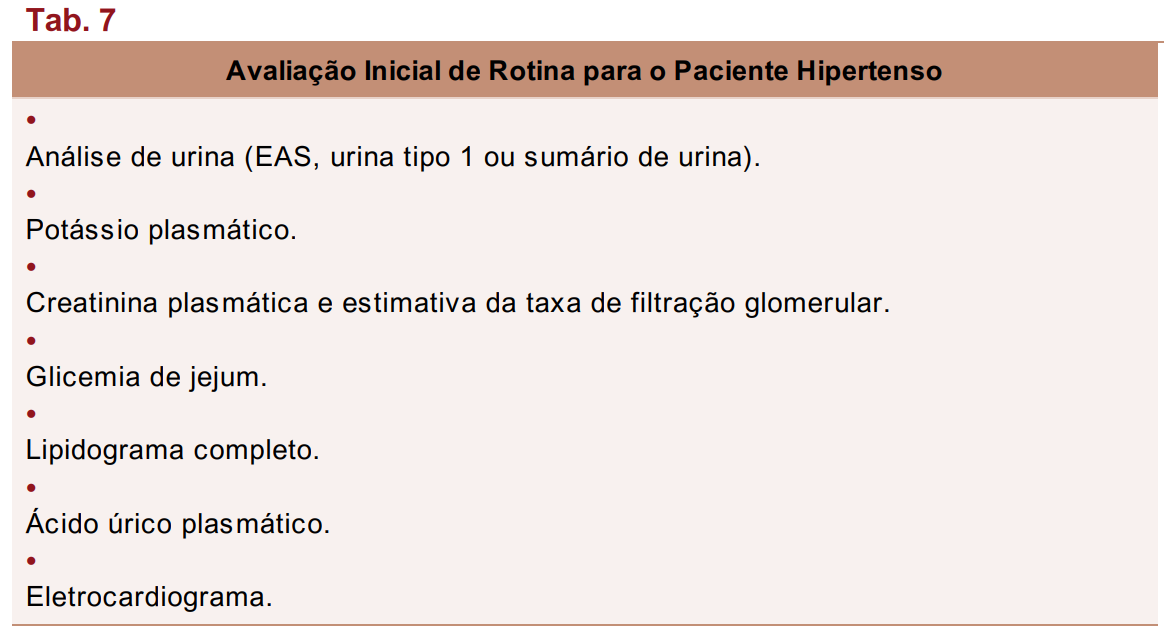 Tab. 7
Avaliação Inicial de Rotina para o Paciente Hipertenso
•
Análise de urina (EAS, urina tipo 1 ou sumário de urina).
•
Potássio plasmático.
•
Creatinina plasmática e estimativa da taxa de filtração glomerular.
•
Glicemia de jejum.
•
Lipidograma completo.
•
Ácido úrico plasmático.
•
Eletrocardiograma.